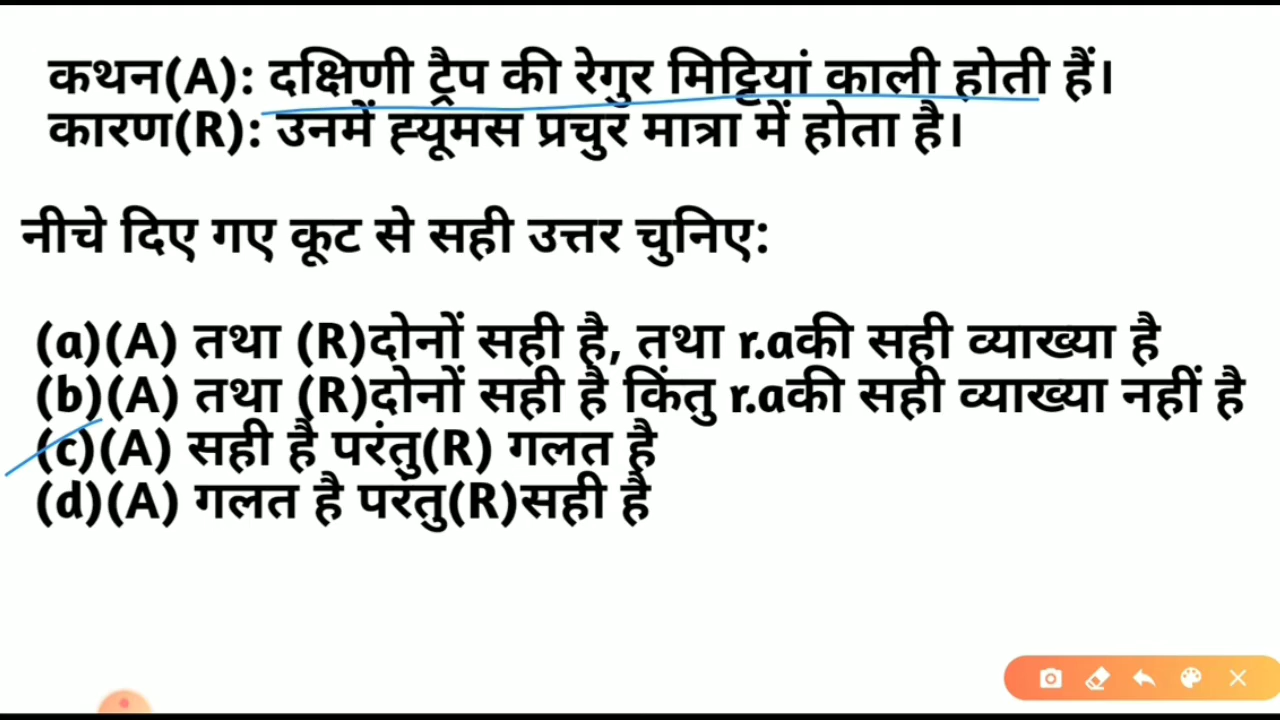 कथन(A): दक्षिणी ट्रैप की रेगुर मिट्टियां काली होती हैं।
कारण(R): उनमें ह्यूमस प्रचुर मात्रा में होता है।
नीचे दिए गए कूट से सही उत्तर चुनिए:
(a)(A) तथा (R)दोनों सही है, तथा r.aकी सही व्याख्या है
(b)(A) तथा (R)दोनों सही है किंतु r.aकी सही व्याख्या नहीं है
(c)(A) सही है परंतु(R) गलत है
(d)(A) गलत है परंतु(R)सही है